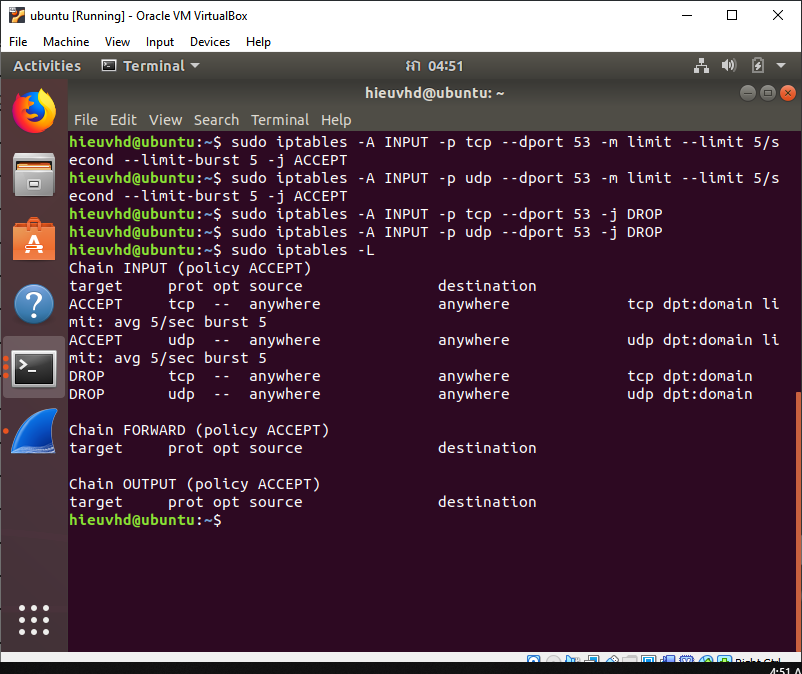 ubuntu [Running] - Oracle VM VirtualBox
File Machine View Input Devices Help
Activities Terminal 04:51
hieuvhd@ubuntu: ~
File Edit View Search Terminal Help
hieuvhd@ubuntu:~$ sudo iptables -A INPUT -p tcp --dport 53 -m limit --limit 5/s
econd --limit-burst 5 -j ACCEPT
hieuvhd@ubuntu:~$ sudo iptables -A INPUT -p udp --dport 53 -m limit --limit 5/s
econd --limit-burst 5 -j ACCEPT
hieuvhd@ubuntu:~$ sudo iptables -A INPUT -p tcp --dport 53 -j DROP
hieuvhd@ubuntu:~$ sudo iptables -A INPUT -p udp --dport 53 -j DROP
hieuvhd@ubuntu:~$ sudo iptables -L
Chain INPUT (policy ACCEPT)
target     prot opt source               destination
ACCEPT     tcp  --  anywhere             anywhere             tcp dpt:domain li
mit: avg 5/sec burst 5
ACCEPT     udp  --  anywhere             anywhere             udp dpt:domain li
mit: avg 5/sec burst 5
DROP       tcp  --  anywhere             anywhere             tcp dpt:domain
DROP       udp  --  anywhere             anywhere             udp dpt:domain
Chain FORWARD (policy ACCEPT)
target     prot opt source               destination
Chain OUTPUT (policy ACCEPT)
target     prot opt source               destination
hieuvhd@ubuntu:~$
Right Ctrl
4:51 A